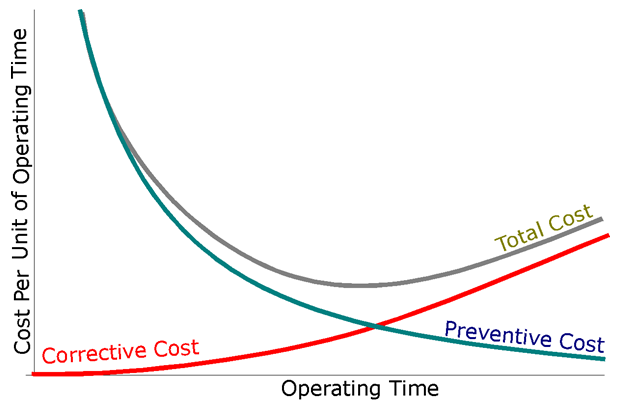 Cost Per Unit of Operating Time
Total Cost
Preventive Cost
Corrective Cost
Operating Time